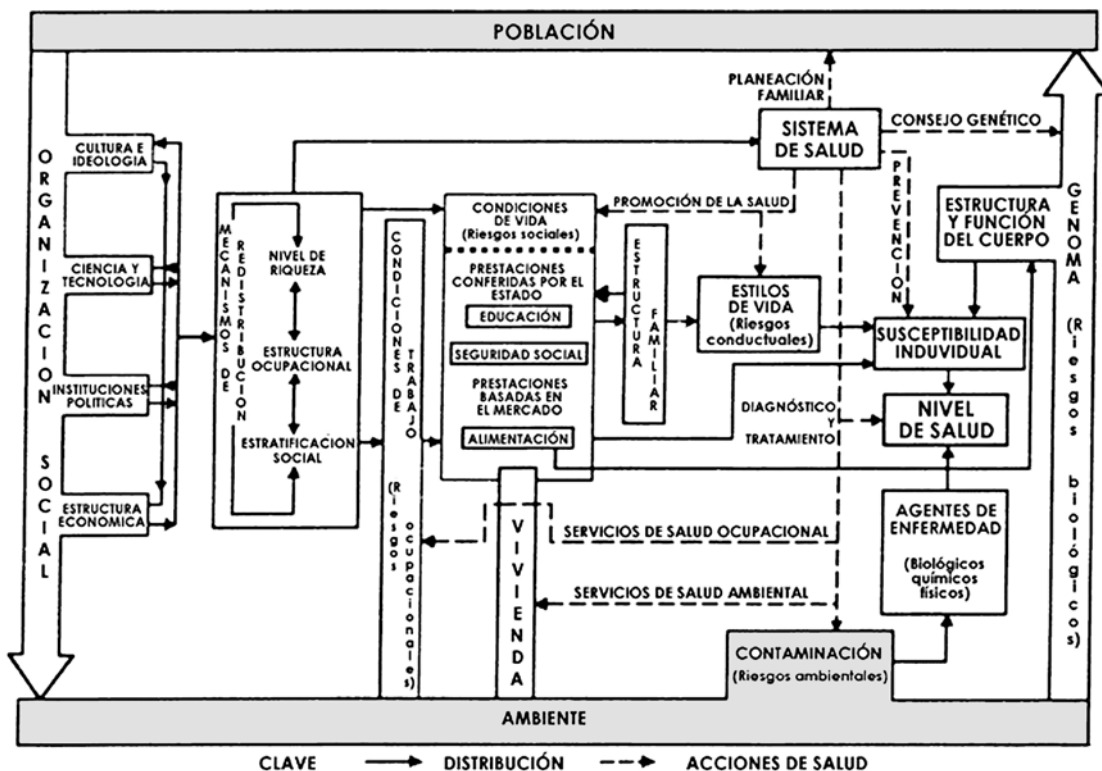 POBLACIÓN
PLANEACIÓN
FAMILIAR
SISTEMA
DE SALUD
CONSEJO GENÉTICO
PREVENCION
ORGANIZACION SOCIAL
CULTURA E
IDEOLOGIA
CIENCIA Y
TECNOLOGIA
INSTITUCIONES
POLITICAS
ESTRUCTURA
ECONOMICA
MECANISMOS DE
REDISTRIBUCION
NIVEL DE
RIQUEZA
ESTRUCTURA
OCUPACIONAL
ESTRATIFICACION
SOCIAL
CONDICIONES DE
TRABAJO
(Riesgos
ocupacionales)
CONDICIONES
DE VIDA
(Riesgos sociales)
PRESTACIONES
CONFERIDAS POR EL
ESTADO
EDUCACIÓN
SEGURIDAD SOCIAL
PRESTACIONES
BASADAS EN
EL MERCADO
ALIMENTACIÓN
VIVIENDA
PROMOCIÓN DE LA SALUD
ESTRUCTURA
FAMILIAR
ESTILOS
DE VIDA
(Riesgos
conductuales)
ESTRUCTURA
Y FUNCIÓN
DEL CUERPO
GENOMA (Riesgos biológicos)
SUSCEPTIBILIDAD
INDUVIDUAL
DIAGNÓSTICO
Y
TRATAMIENTO
NIVEL
DE SALUD
AGENTES DE
ENFERMEDAD
(Biológicos
químicos
físicos)
SERVICIOS DE SALUD OCUPACIONAL
SERVICIOS DE SALUD AMBIENTAL
CONTAMINACIÓN
(Riesgos ambientales)
AMBIENTE
CLAVE DISTRIBUCIÓN ACCIONES DE SALUD